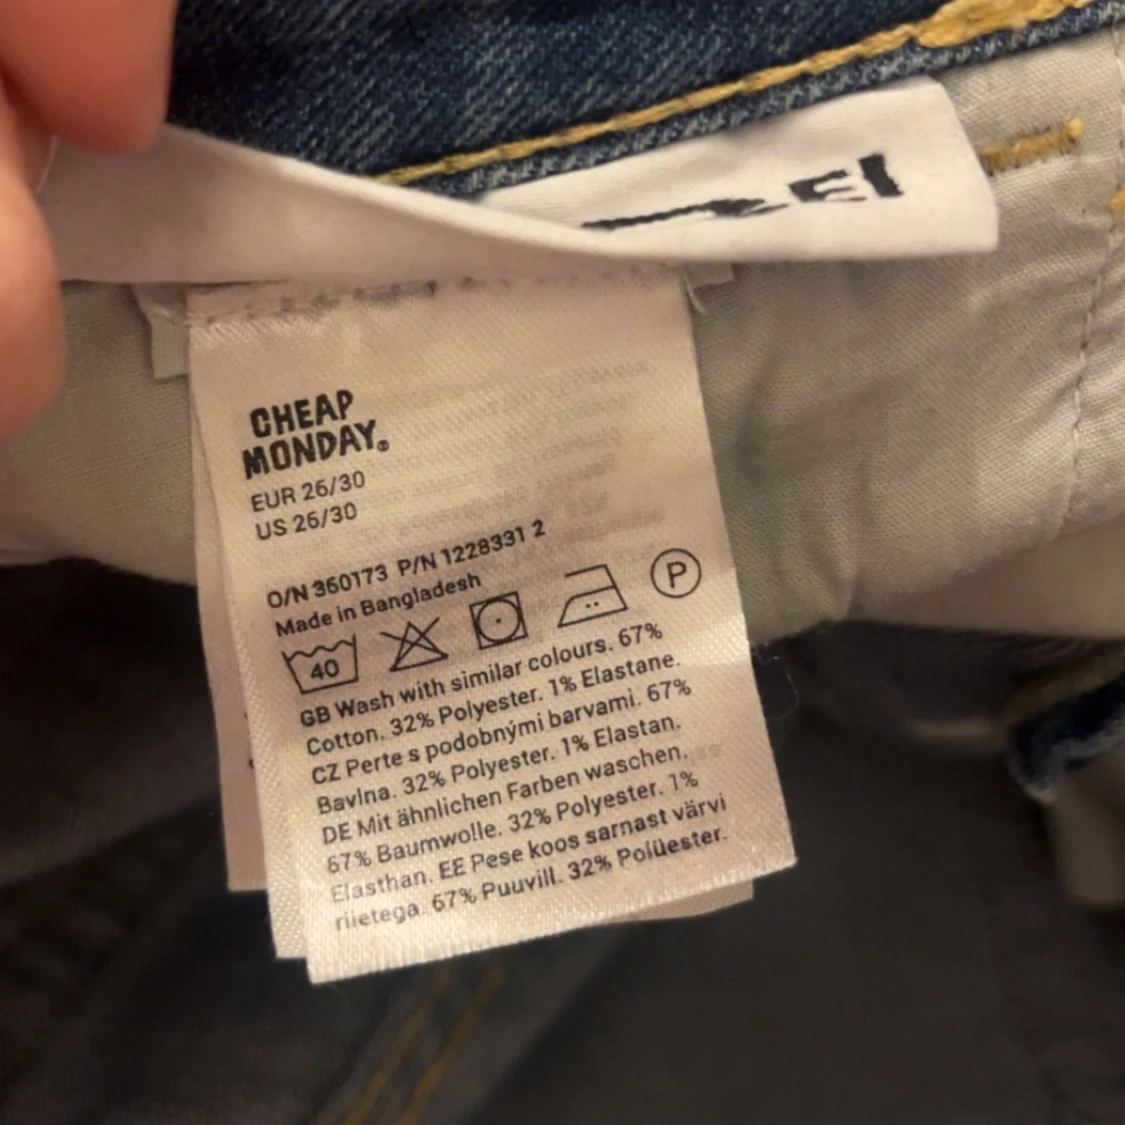 CHEAP
MONDAY®
EUR 26/30
US 26/30
O/N 360173 P/N 1228331 2
Made in Bangladesh
40
P
GB Wash with similar colours. 67%
Cotton. 32% Polyester. 1% Elastane.
CZ Perte s podobnými barvami. 67%
Bavlna. 32% Polyester. 1% Elastan.
DE Mit ähnlichen Farben waschen.
67% Baumwolle. 32% Polyester. 1%
Elasthan. EE Pese koos sarnast värvi
riietega. 67% Puuvill. 32% Polüester.